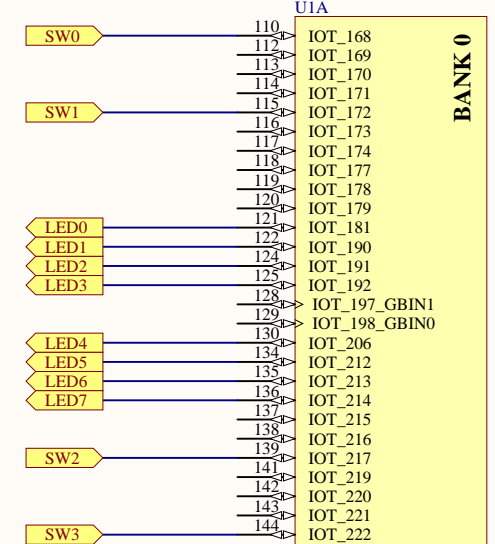 U1A
BANK 0
SW0 110 IOT_168
112 IOT_169
113 IOT_170
114 IOT_171
SW1 115 IOT_172
116 IOT_173
117 IOT_174
118 IOT_177
119 IOT_178
120 IOT_179
LED0 121 IOT_181
LED1 122 IOT_190
LED2 124 IOT_191
LED3 125 IOT_192
128 IOT_197_GBIN1
129 IOT_198_GBIN0
LED4 130 IOT_206
LED5 134 IOT_212
LED6 135 IOT_213
LED7 136 IOT_214
137 IOT_215
138 IOT_216
SW2 139 IOT_217
141 IOT_219
142 IOT_220
143 IOT_221
SW3 144 IOT_222